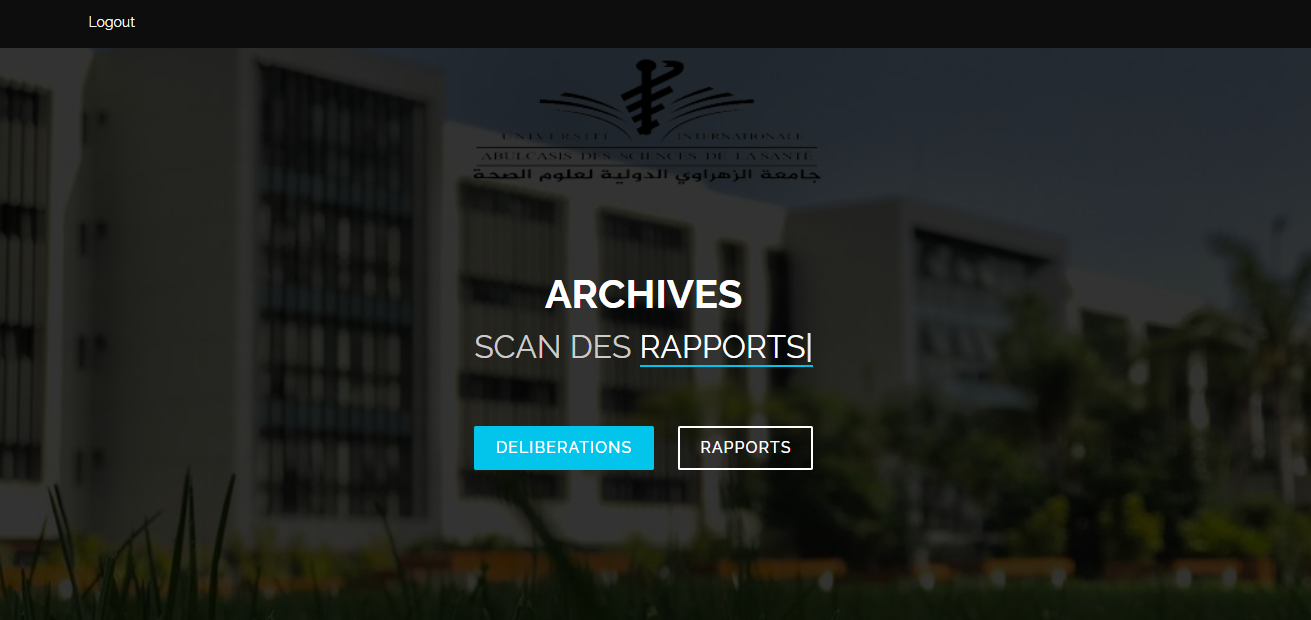 Logout
UNIVERSITE INTERNATIONALE
ABULCASIS DES SCIENCES DE LA SANTE
جامعة الزهراوي الدولية لعلوم الصحة
ARCHIVES
SCAN DES RAPPORTS
DELIBERATIONS RAPPORTS